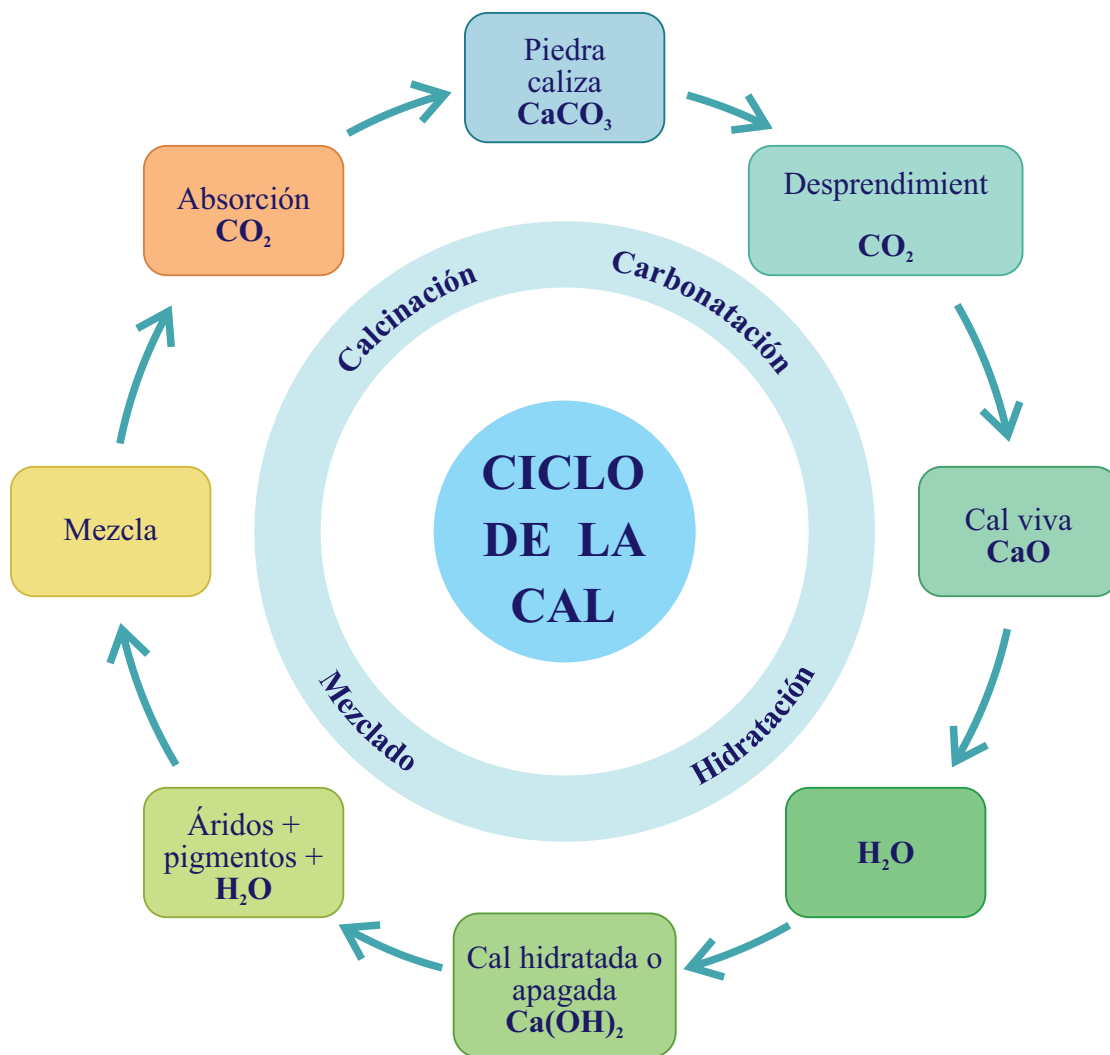 Piedra
caliza
CaCO₃
Desprendimient
CO₂
Cal viva
CaO
H₂O
Cal hidratada o
apagada
Ca(OH)₂
Áridos +
pigmentos +
H₂O
Mezcla
Absorción
CO₂
Calcinación
Carbonatación
Hidratación
Mezclado
CICLO
DE LA
CAL